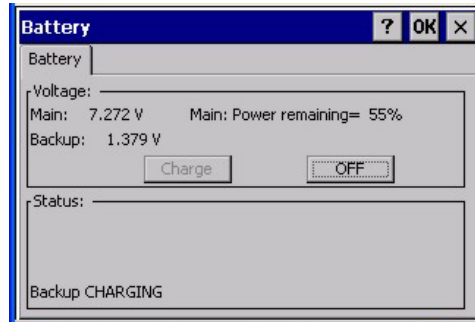 Battery ? OK ×
Battery
Voltage:
Main: 7.272 V Main: Power remaining= 55%
Backup: 1.379 V
Charge OFF
Status:
Backup CHARGING